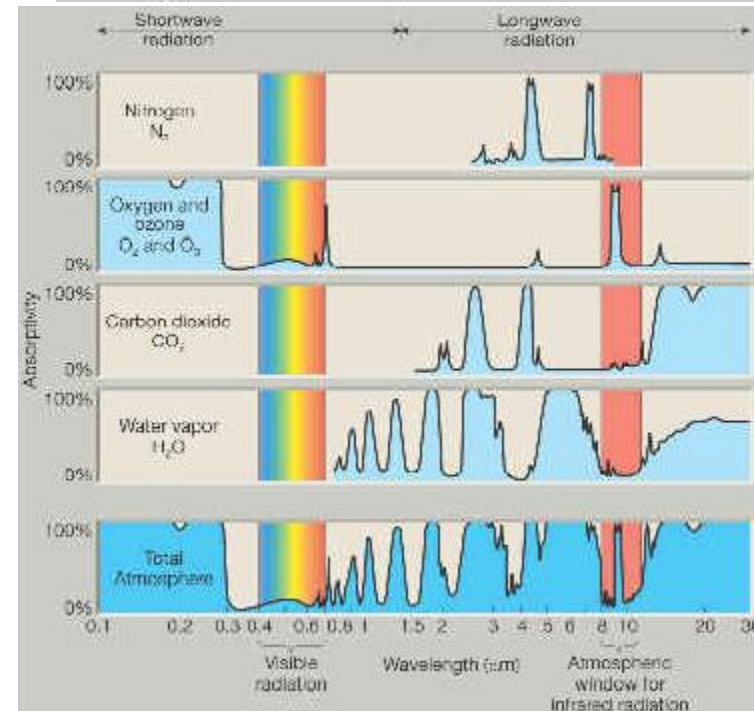 Shortwave
radiation
Longwave
radiation
Absorptivity
100%
0%
Nitrogen
N₂
100%
0%
Oxygen and
ozone
O₂ and O₃
100%
0%
Carbon dioxide
CO₂
100%
0%
Water vapor
H₂O
100%
0%
Total
Atmosphere
0.1 0.2 0.3 0.4 0.6 0.8 1 1.5 2 3 4 5 6 8 10 20 30
Visible
radiation
Wavelength (μm)
Atmospheric
window for
infrared radiation